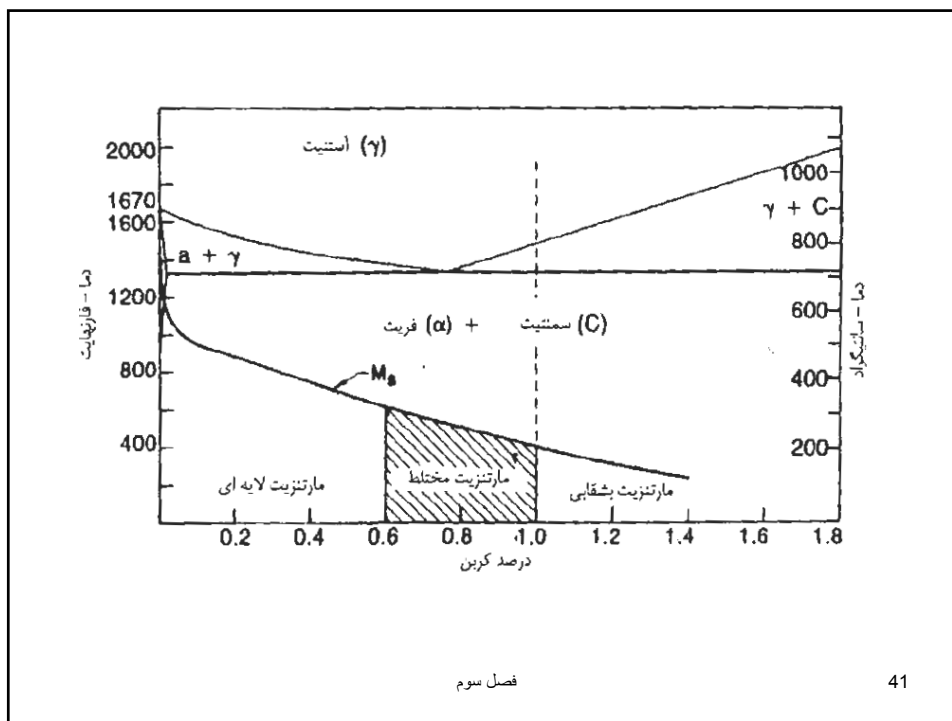 أستنیت (γ)
2000
1670
1600
1200
800
400
دما – فارنهایت
1000
800
600
400
200
دما – سانتیگراد
γ + C
a + γ
فریت (α) + سمنتیت (C)
Ms
مارتنزیت لایه ای
مارتنزیت مختلط
مارتنزیت بشقابی
0.2 0.4 0.6 0.8 1.0 1.2 1.4 1.6 1.8
درصد کربن
فصل سوم
41